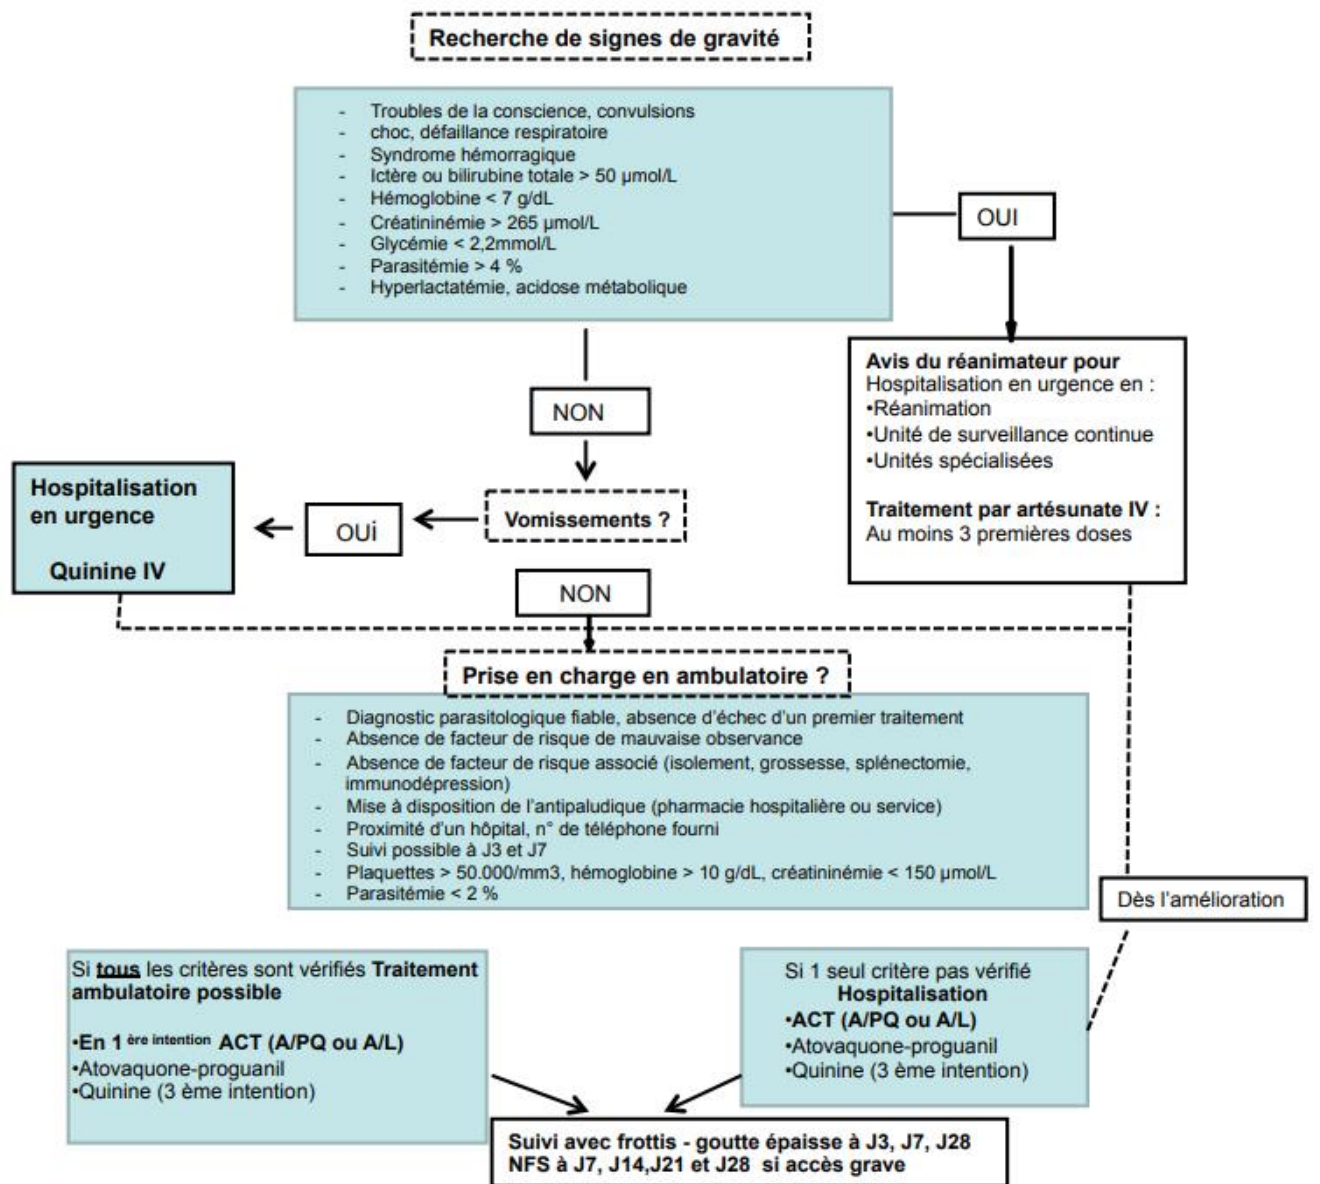 Recherche de signes de gravité
- Troubles de la conscience, convulsions
- choc, défaillance respiratoire
- Syndrome hémorragique
- Ictère ou bilirubine totale > 50 µmol/L
- Hémoglobine < 7 g/dL
- Créatininémie > 265 µmol/L
- Glycémie < 2,2mmol/L
- Parasitémie > 4 %
- Hyperlactatémie, acidose métabolique
OUI
Avis du réanimateur pour
Hospitalisation en urgence en :
•Réanimation
•Unité de surveillance continue
•Unités spécialisées
Traitement par artésunate IV :
Au moins 3 premières doses
NON
Vomissements ?
OUi
Hospitalisation
en urgence
Quinine IV
NON
Prise en charge en ambulatoire ?
- Diagnostic parasitologique fiable, absence d'échec d'un premier traitement
- Absence de facteur de risque de mauvaise observance
- Absence de facteur de risque associé (isolement, grossesse, splénectomie,
immunodépression)
- Mise à disposition de l'antipaludique (pharmacie hospitalière ou service)
- Proximité d'un hôpital, n° de téléphone fourni
- Suivi possible à J3 et J7
- Plaquettes > 50.000/mm3, hémoglobine > 10 g/dL, créatininémie < 150 µmol/L
- Parasitémie < 2 %
Dès l'amélioration
Si tous les critères sont vérifiés Traitement
ambulatoire possible
•En 1 ère intention ACT (A/PQ ou A/L)
•Atovaquone-proguanil
•Quinine (3 ème intention)
Si 1 seul critère pas vérifié
Hospitalisation
•ACT (A/PQ ou A/L)
•Atovaquone-proguanil
•Quinine (3 ème intention)
Suivi avec frottis - goutte épaisse à J3, J7, J28
NFS à J7, J14,J21 et J28 si accès grave